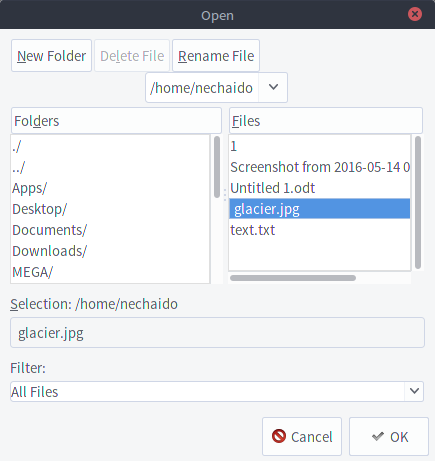 Open
New Folder Delete File Rename File
/home/nechaido
Folders
./
../
Apps/
Desktop/
Documents/
Downloads/
MEGA/
Files
1
Screenshot from 2016-05-14 0
Untitled 1.odt
glacier.jpg
text.txt
Selection: /home/nechaido
glacier.jpg
Filter:
All Files
Cancel OK